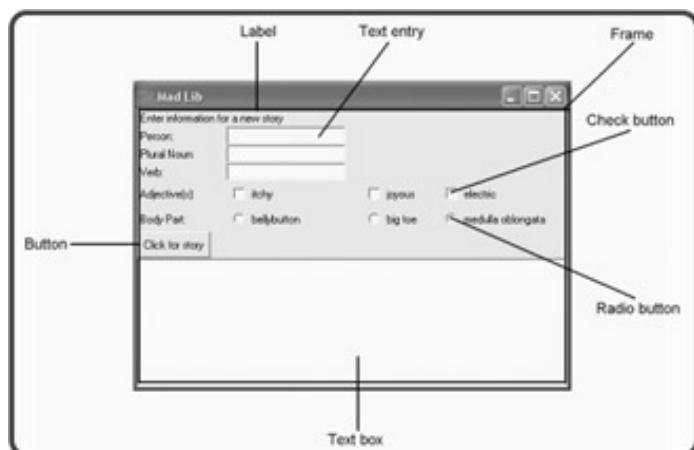 Label
Text entry
Frame
Mad Lib
Enter information for a new story
Check button
Person:
Plural Noun:
Verb:
Adjective(s) itchy joyous electric
Body Part: bellybutton big toe medulla oblongata
Button
Click for story
Radio button
Text box